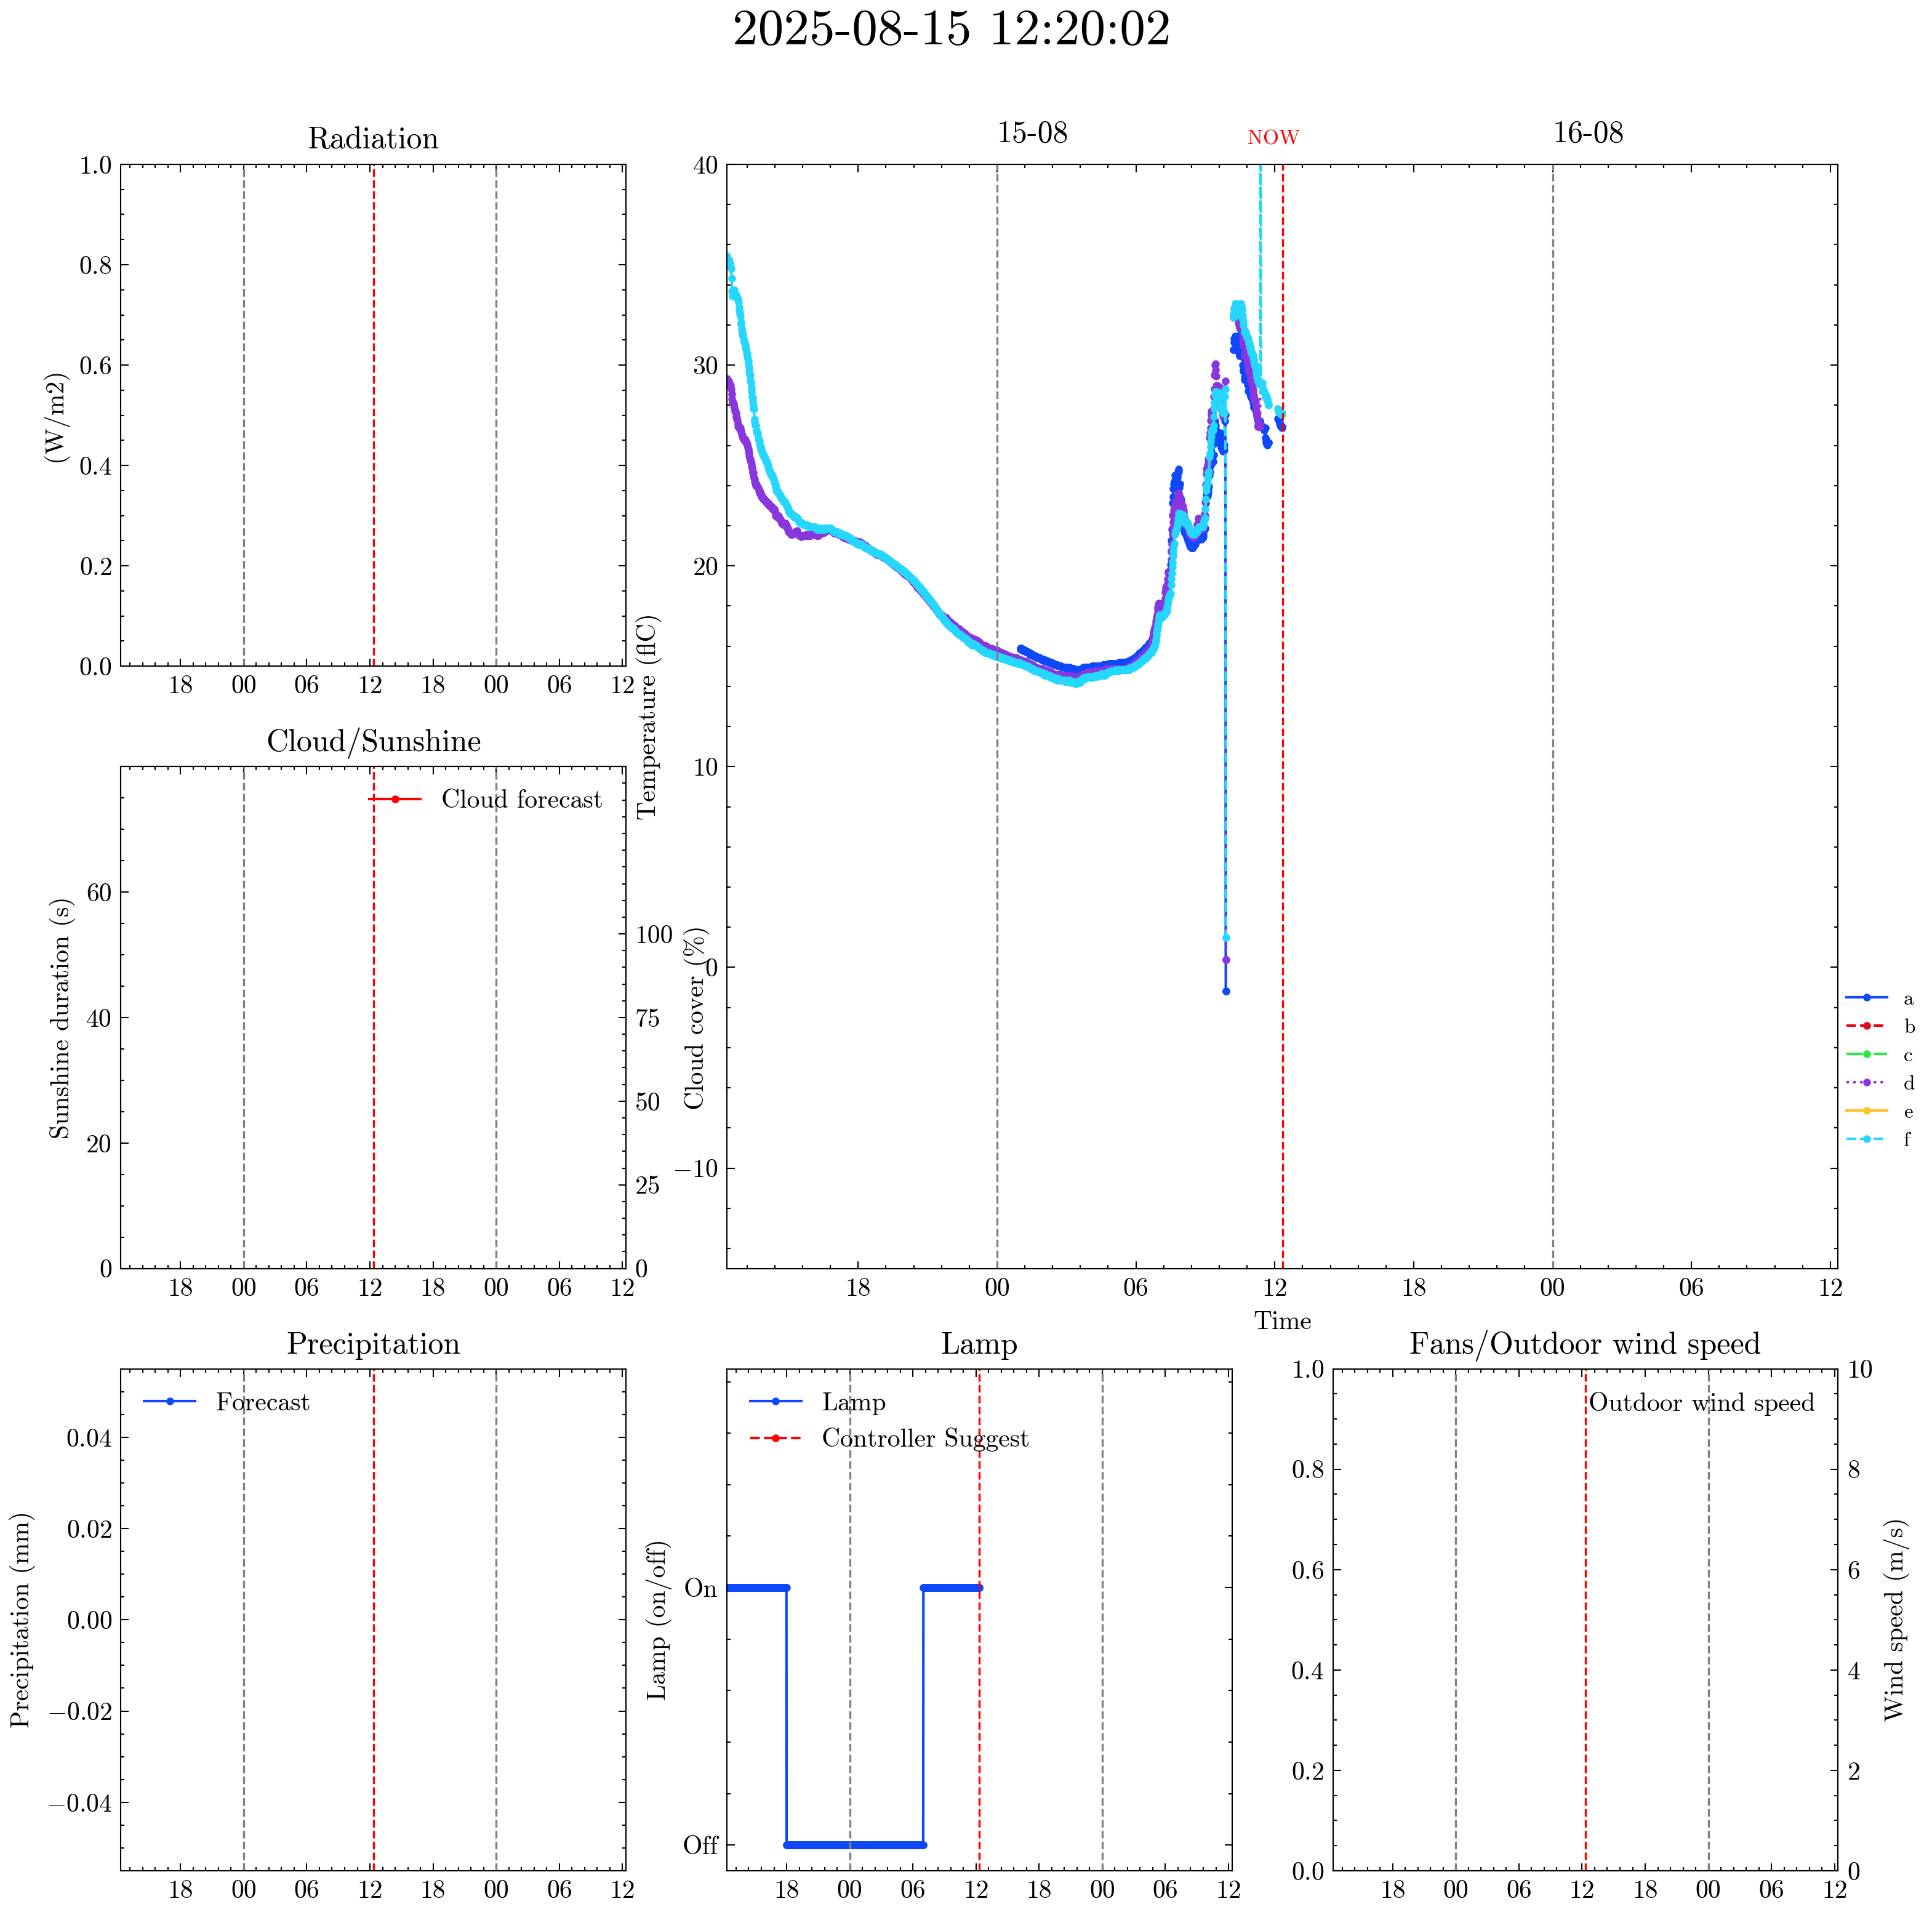 2025-08-15 12:20:02
Radiation
(W/m2)
1.0
0.8
0.6
0.4
0.2
0.0
18 00 06 12 18 00 06 12
15-08
NOW
16-08
Temperature (flC)
40
30
20
10
0
−10
18 00 06 12 18 00 06 12
Time
a
b
c
d
e
f
Cloud/Sunshine
Cloud forecast
Sunshine duration (s)
60
40
20
0
Cloud cover (%)
100
75
50
25
0
18 00 06 12 18 00 06 12
Precipitation
Forecast
Precipitation (mm)
0.04
0.02
0.00
−0.02
−0.04
18 00 06 12 18 00 06 12
Lamp
Lamp
Controller Suggest
Lamp (on/off)
On
Off
18 00 06 12 18 00 06 12
Fans/Outdoor wind speed
Outdoor wind speed
1.0
0.8
0.6
0.4
0.2
0.0
10
8
6
4
2
0
Wind speed (m/s)
18 00 06 12 18 00 06 12